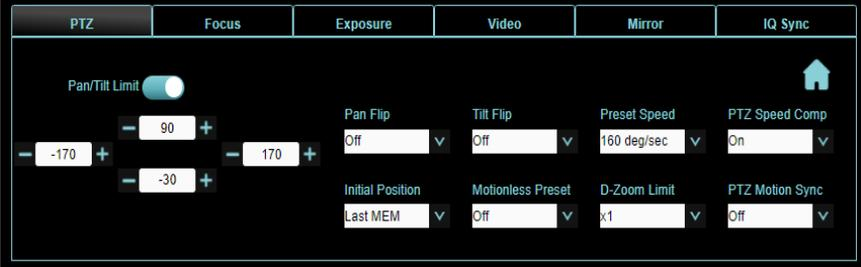 PTZ Focus Exposure Video Mirror IQ Sync
Pan/Tilt Limit
90
-170 170
-30
Pan Flip Tilt Flip Preset Speed PTZ Speed Comp
Off Off 160 deg/sec On
Initial Position Motionless Preset D-Zoom Limit PTZ Motion Sync
Last MEM Off x1 Off